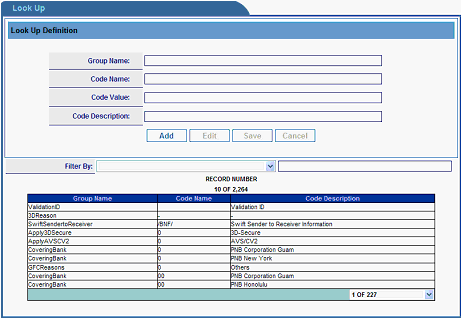 Look Up
Look Up Definition
Group Name:
Code Name:
Code Value:
Code Description:
Add Edit Save Cancel
Filter By:
RECORD NUMBER
10 OF 2,264
Group Name Code Name Code Description
ValidationID Validation ID
3DReason - -
SwiftSendertoReceiver /BNF/ Swift Sender to Receiver Information
Apply3DSecure 0 3D-Secure
ApplyAVSCV2 0 AVS/CV2
CoveringBank 0 PNB Corporation Guam
CoveringBank 0 PNB New York
GFCReasons 0 Others
CoveringBank 00 PNB Corporation Guam
CoveringBank 00 PNB Honolulu
1 OF 227